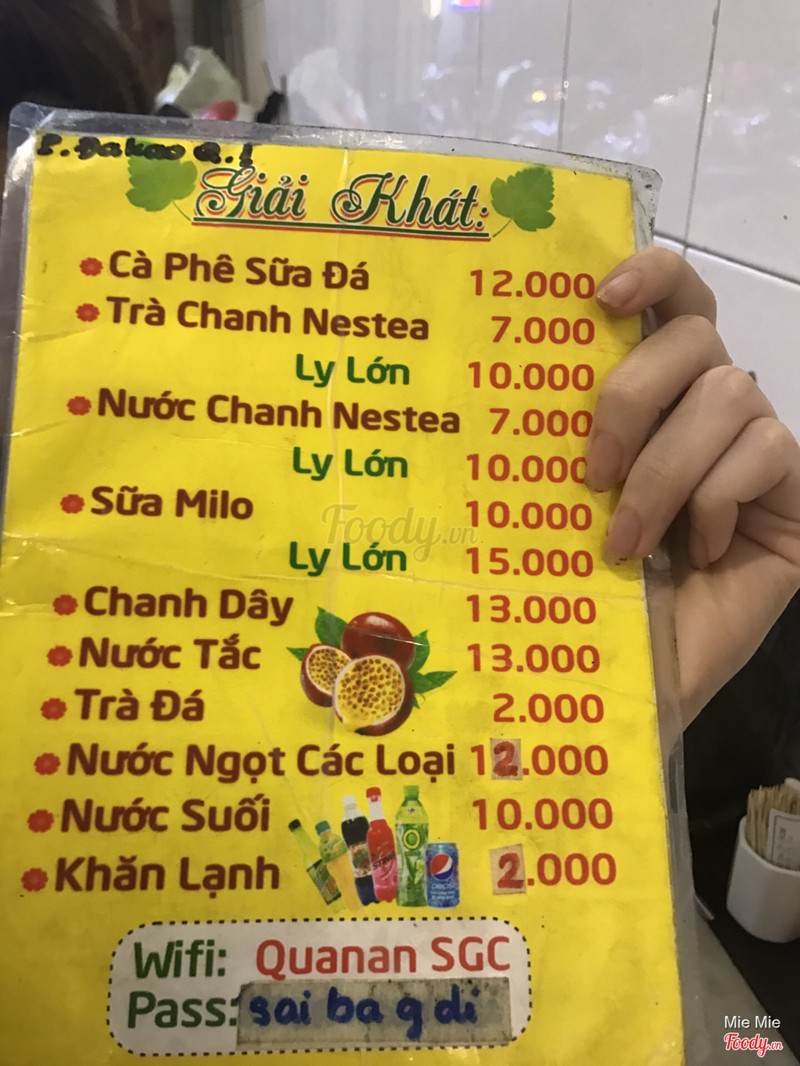 P. Đakao Q.1
Giải Khát:
Cà Phê Sữa Đá 12.000
Trà Chanh Nestea 7.000
Ly Lớn 10.000
Nước Chanh Nestea 7.000
Ly Lớn 10.000
Sữa Milo 10.000
Foody.vn
Ly Lớn 15.000
Chanh Dây 13.000
Nước Tắc 13.000
Trà Đá 2.000
Nước Ngọt Các Loại 12.000
Nước Suối 10.000
Khăn Lạnh 2.000
pepsi
Wifi: Quanan SGC
Pass: sai ba g di
Mie Mie
Foody.vn